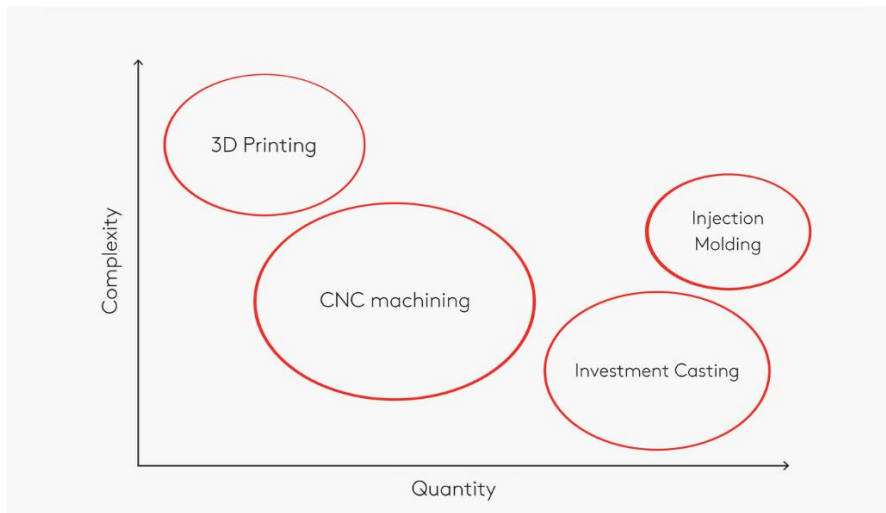 3D Printing
Injection
Molding
CNC machining
Investment Casting
Complexity
Quantity